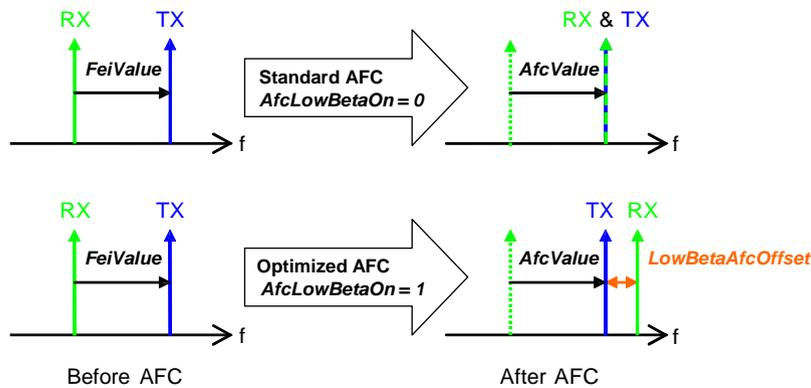 RX TX RX & TX
FeiValue Standard AFC AfcValue
AfcLowBetaOn = 0
f f
RX TX TX RX
FeiValue Optimized AFC AfcValue LowBetaAfcOffset
AfcLowBetaOn = 1
f f
Before AFC After AFC